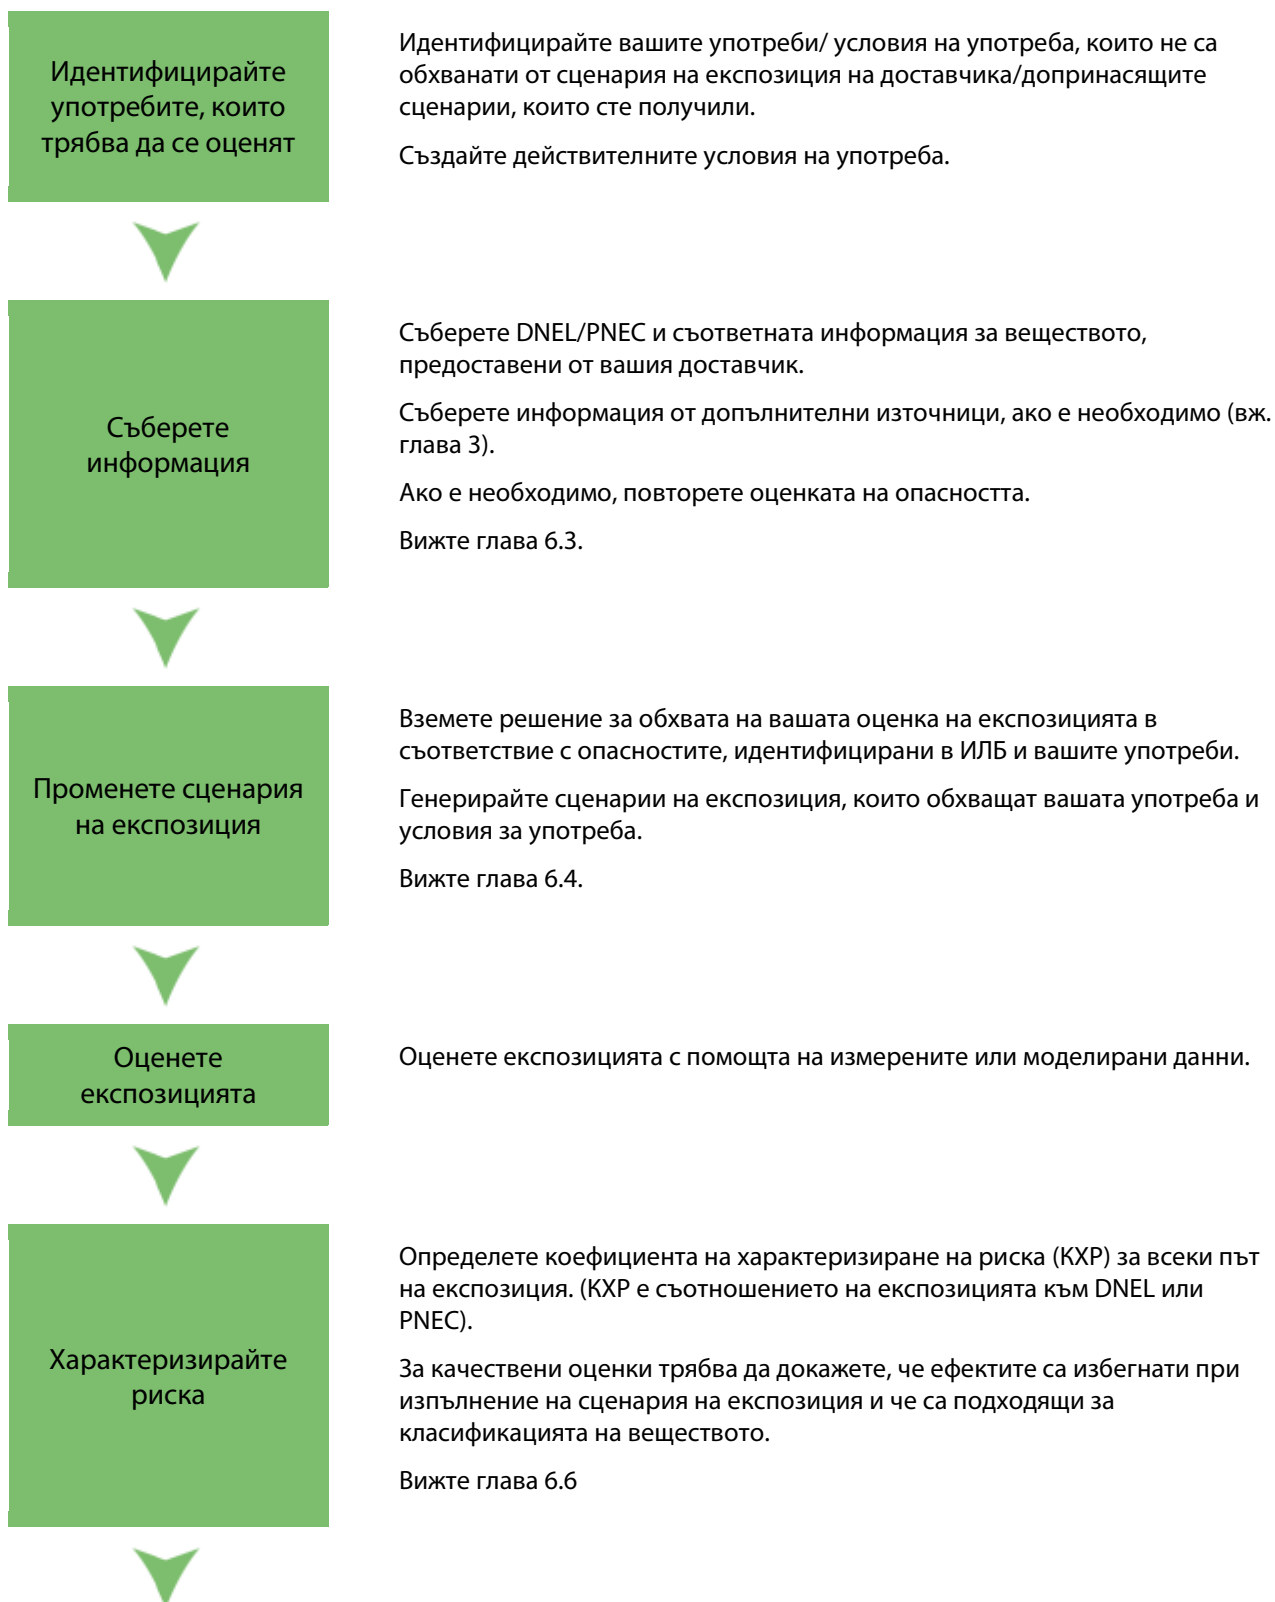 Идентифицирайте
употребите, които
трябва да се оценят
Идентифицирайте вашите употреби/ условия на употреба, които не са
обхванати от сценария на експозиция на доставчика/допринасящите
сценарии, които сте получили.
Създайте действителните условия на употреба.
Съберете
информация
Съберете DNEL/PNEC и съответната информация за веществото,
предоставени от вашия доставчик.
Съберете информация от допълнителни източници, ако е необходимо (вж.
глава 3).
Ако е необходимо, повторете оценката на опасността.
Вижте глава 6.3.
Променете сценария
на експозиция
Вземете решение за обхвата на вашата оценка на експозицията в
съответствие с опасностите, идентифицирани в ИЛБ и вашите употреби.
Генерирайте сценарии на експозиция, които обхващат вашата употреба и
условия за употреба.
Вижте глава 6.4.
Оценете
експозицията
Оценете експозицията с помощта на измерените или моделирани данни.
Характеризирайте
риска
Определете коефициента на характеризиране на риска (КХР) за всеки път
на експозиция. (КХР е съотношението на експозицията към DNEL или
PNEC).
За качествени оценки трябва да докажете, че ефектите са избегнати при
изпълнение на сценария на експозиция и че са подходящи за
класификацията на веществото.
Вижте глава 6.6